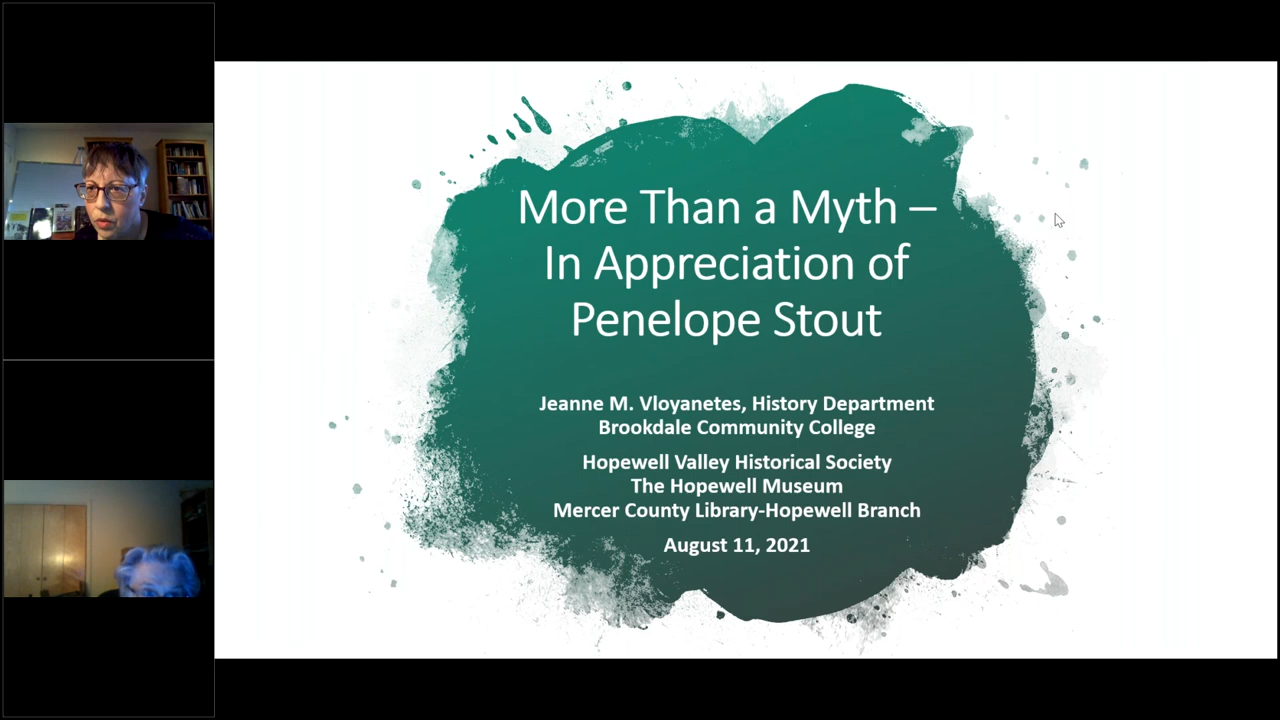 More Than a Myth –
In Appreciation of
Penelope Stout
Jeanne M. Vloyanetes, History Department
Brookdale Community College
Hopewell Valley Historical Society
The Hopewell Museum
Mercer County Library-Hopewell Branch
August 11, 2021